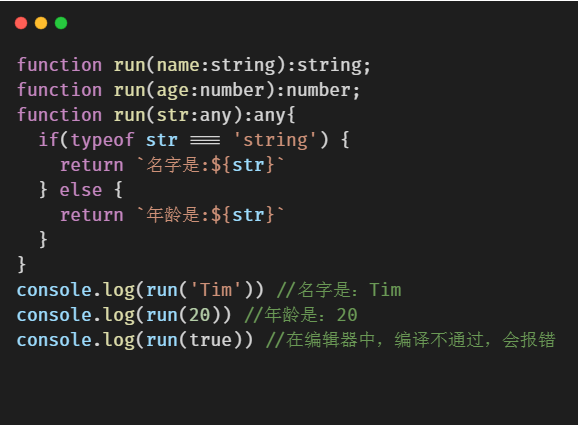 function run(name:string):string;
function run(age:number):number;
function run(str:any):any{
  if(typeof str === 'string') {
    return `名字是:${str}`
  } else {
    return `年龄是:${str}`
  }
}
console.log(run('Tim')) //名字是：Tim
console.log(run(20)) //年龄是：20
console.log(run(true)) //在编辑器中，编译不通过，会报错